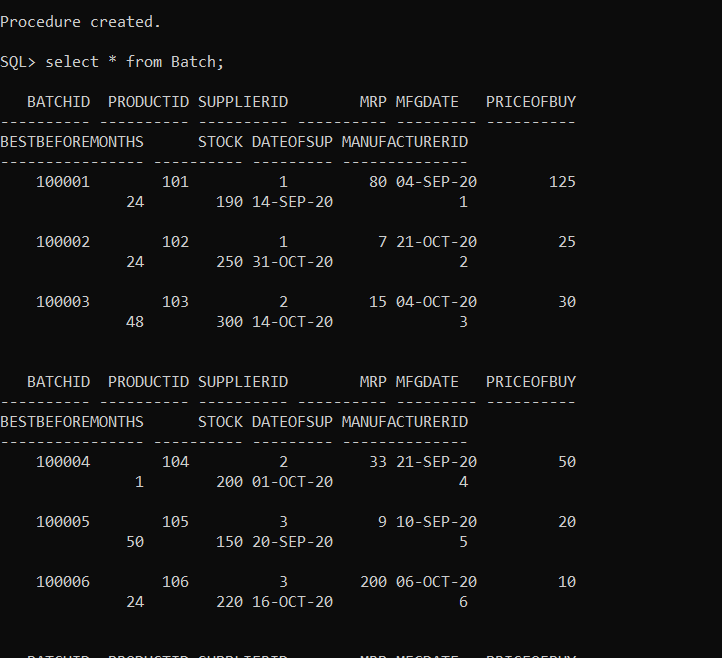 Procedure created.
SQL> select * from Batch;
   BATCHID  PRODUCTID SUPPLIERID        MRP MFGDATE   PRICEOFBUY
---------- ---------- ---------- ---------- --------- ----------
BESTBEFOREMONTHS      STOCK DATEOFSUP MANUFACTURERID
---------------- ---------- --------- --------------
    100001        101          1         80 04-SEP-20        125
              24        190 14-SEP-20              1
    100002        102          1          7 21-OCT-20         25
              24        250 31-OCT-20              2
    100003        103          2         15 04-OCT-20         30
              48        300 14-OCT-20              3
   BATCHID  PRODUCTID SUPPLIERID        MRP MFGDATE   PRICEOFBUY
---------- ---------- ---------- ---------- --------- ----------
BESTBEFOREMONTHS      STOCK DATEOFSUP MANUFACTURERID
---------------- ---------- --------- --------------
    100004        104          2         33 21-SEP-20         50
               1        200 01-OCT-20              4
    100005        105          3          9 10-SEP-20         20
              50        150 20-SEP-20              5
    100006        106          3        200 06-OCT-20         10
              24        220 16-OCT-20              6